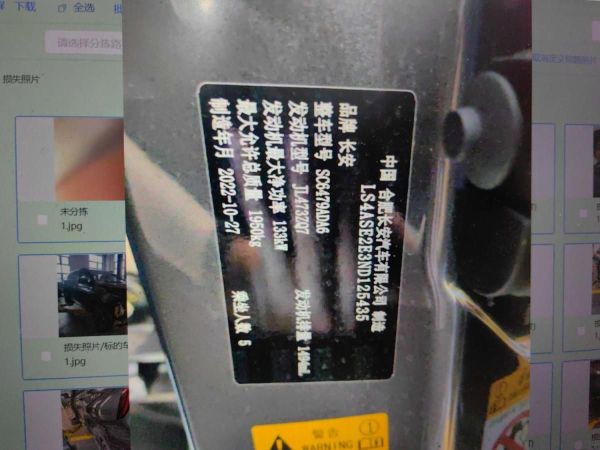 下载
全选
请选择分拣路
损失照片
未分拣
1.jpg
损失照片/标的车
1.jpg
中国 合肥长安汽车有限公司 制造
LS4ASE2E3ND125435
品牌 长安
整车型号 SC6479ADA6
发动机型号 JL473ZQ7
发动机最大净功率 133kW
最大允许总质量 1950kg
乘坐人数 5
制造年月 2022-10-27
警告
WARNING